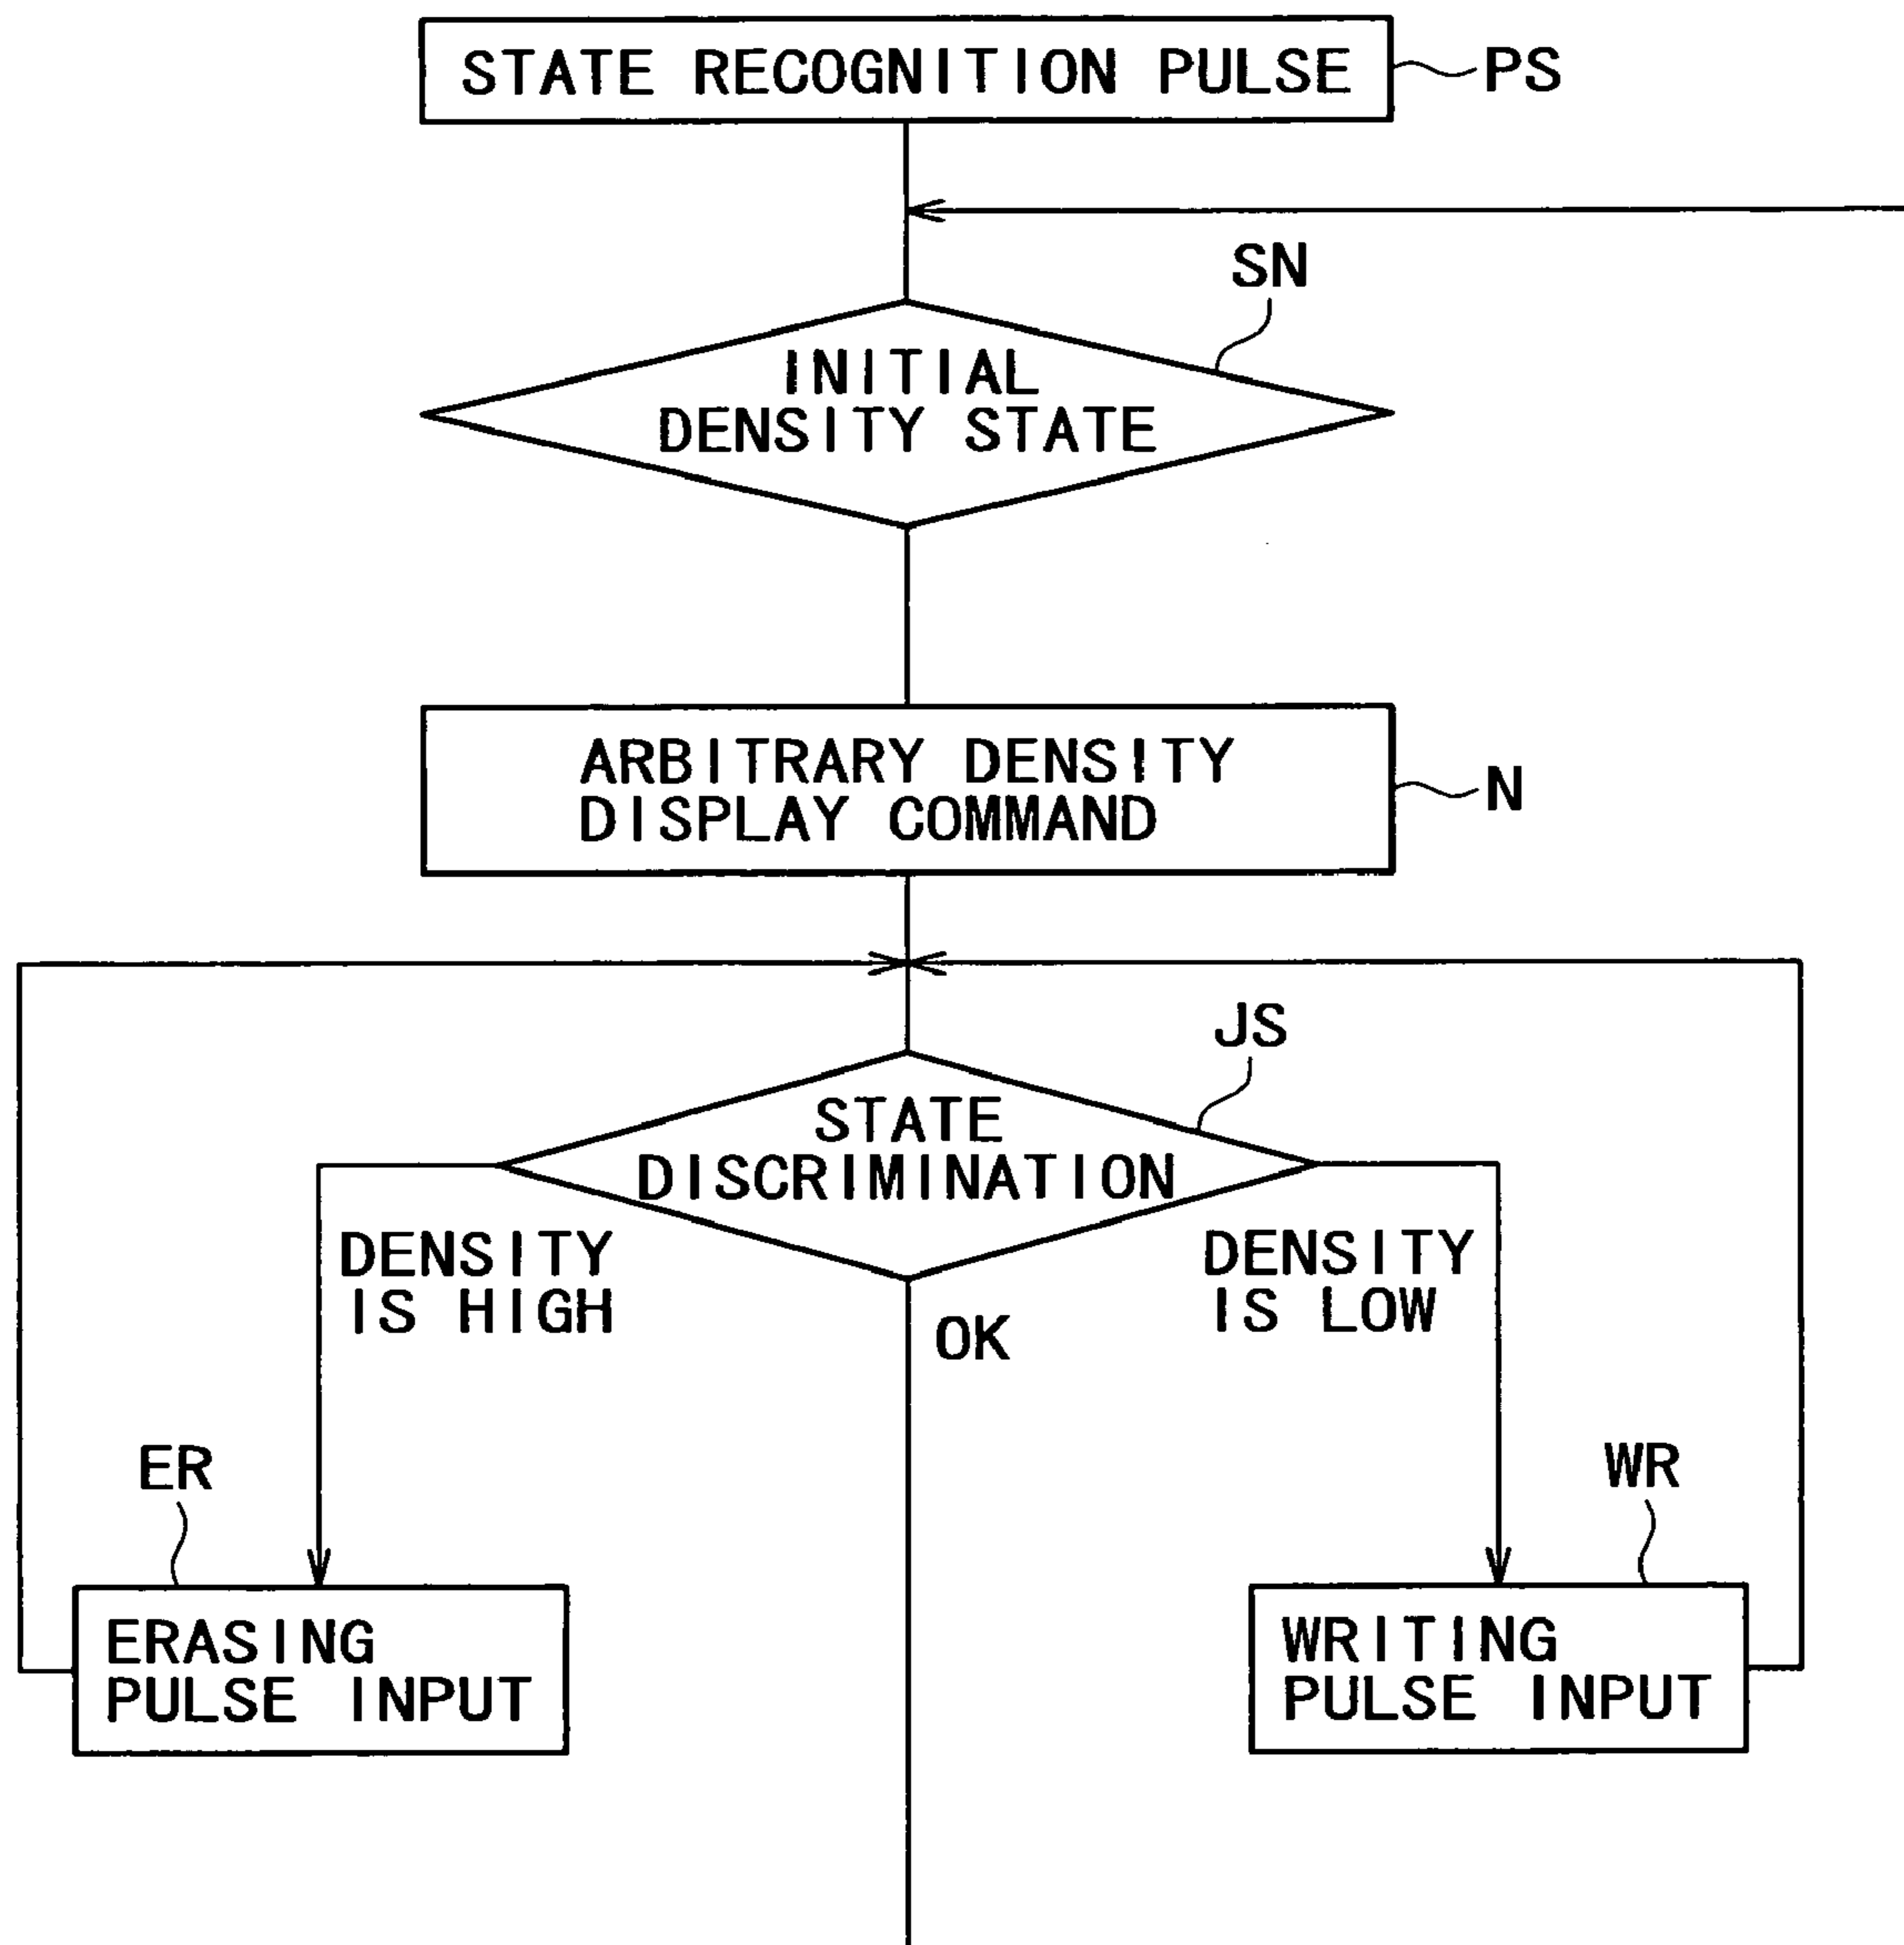 STATE RECOGNITION PULSE
PS
SN
INITIAL
DENSITY STATE
ARBITRARY DENSITY
DISPLAY COMMAND
N
JS
STATE
DISCRIMINATION
DENSITY
IS HIGH
DENSITY
IS LOW
OK
ER
WR
ERASING
PULSE INPUT
WRITING
PULSE INPUT